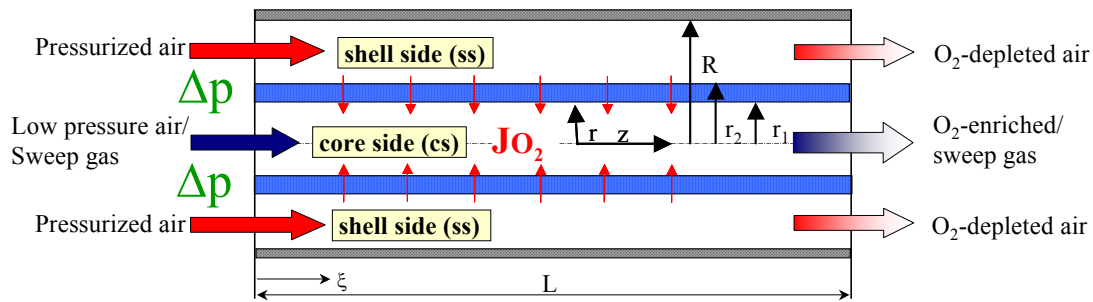 Pressurized air
shell side (ss)
O₂-depleted air
Δp
R
r₂
r₁
Low pressure air/
Sweep gas
core side (cs)
JO₂
r
z
O₂-enriched/
sweep gas
Δp
Pressurized air
shell side (ss)
O₂-depleted air
ξ
L